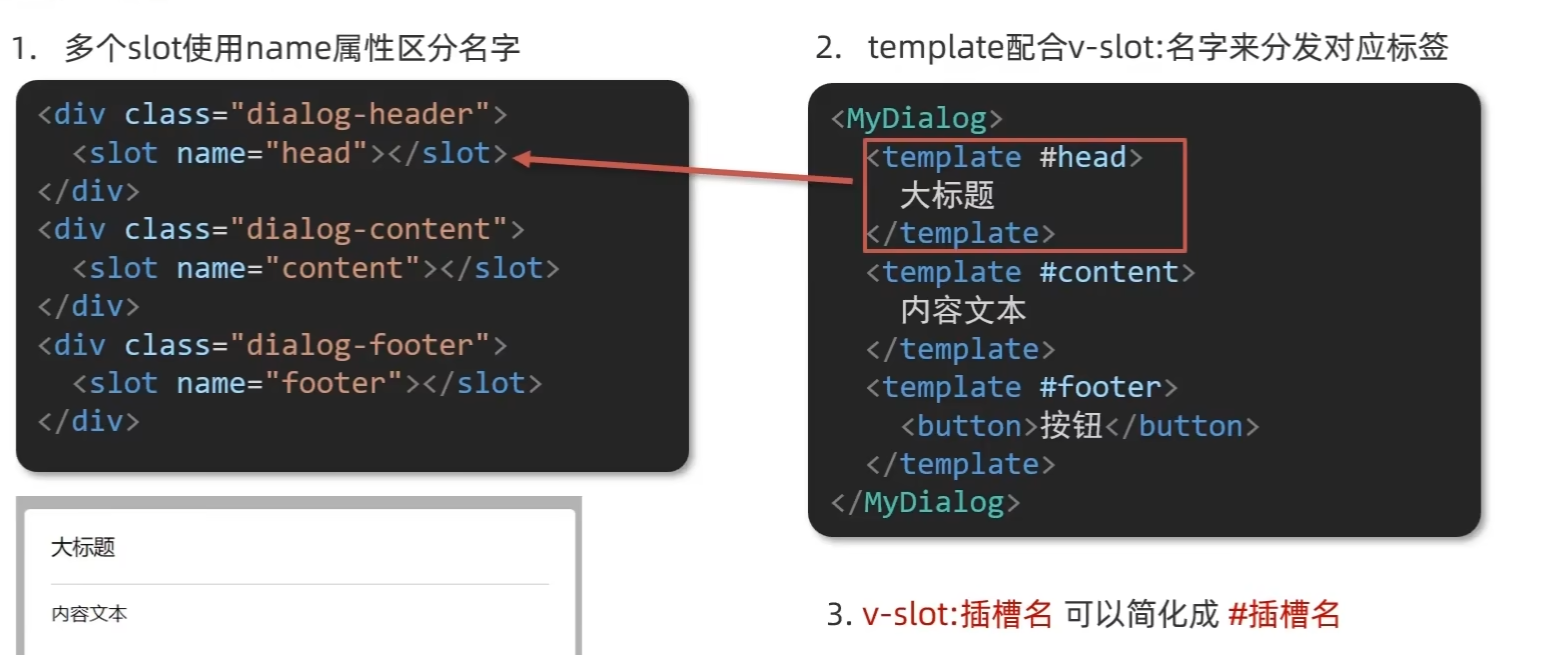 1. 多个slot使用name属性区分名字
<div class="dialog-header">
<slot name="head"></slot>
</div>
<div class="dialog-content">
<slot name="content"></slot>
</div>
<div class="dialog-footer">
<slot name="footer"></slot>
</div>
大标题
内容文本
2. template配合v-slot:名字来分发对应标签
<MyDialog>
<template #head>
大标题
</template>
<template #content>
内容文本
</template>
<template #footer>
<button>按钮</button>
</template>
</MyDialog>
3. v-slot:插槽名 可以简化成 #插槽名